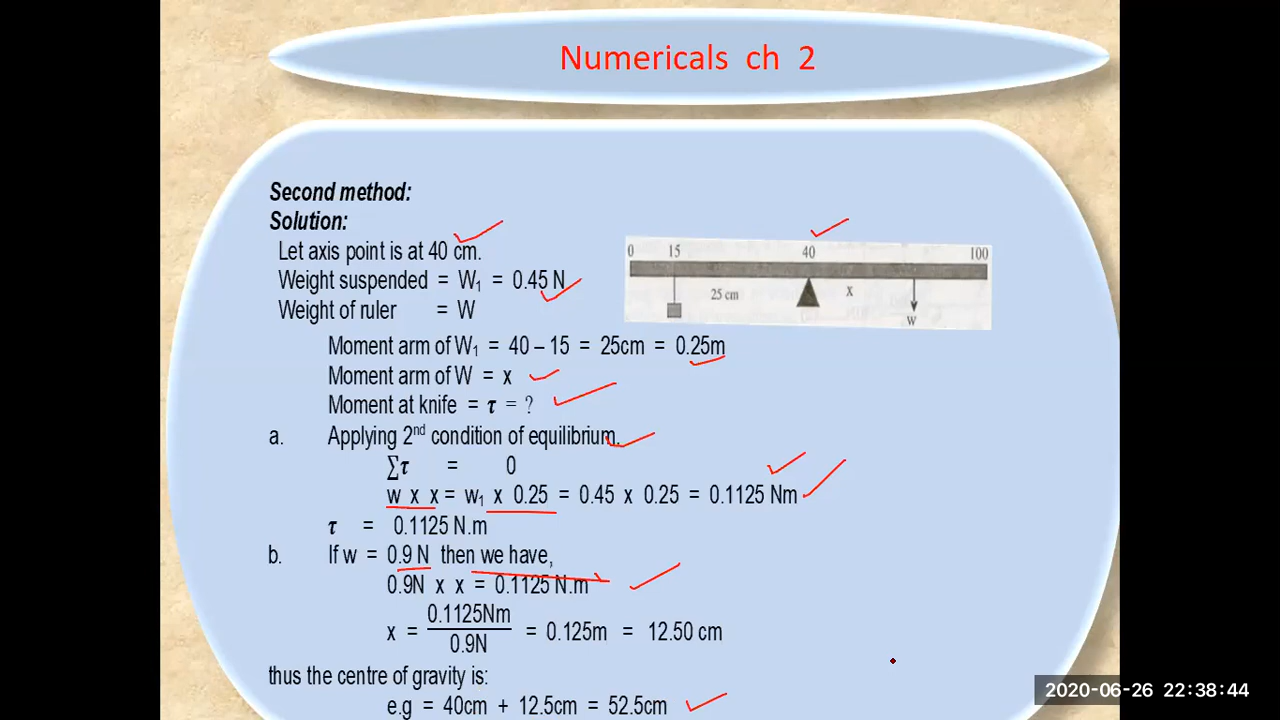 Numericals ch 2
Second method:
Solution:
Let axis point is at 40 cm.
Weight suspended = W₁ = 0.45 N
Weight of ruler = W
0 15 40 100
25 cm x
w
Moment arm of W₁ = 40 – 15 = 25cm = 0.25m
Moment arm of W = x
Moment at knife = τ = ?
a. Applying 2nd condition of equilibrium.
∑τ = 0
w x x = w₁ x 0.25 = 0.45 x 0.25 = 0.1125 Nm
τ = 0.1125 N.m
b. If w = 0.9 N then we have,
0.9N x x = 0.1125 N.m
x = 0.1125Nm / 0.9N = 0.125m = 12.50 cm
thus the centre of gravity is:
e.g = 40cm + 12.5cm = 52.5cm
2020-06-26 22:38:44